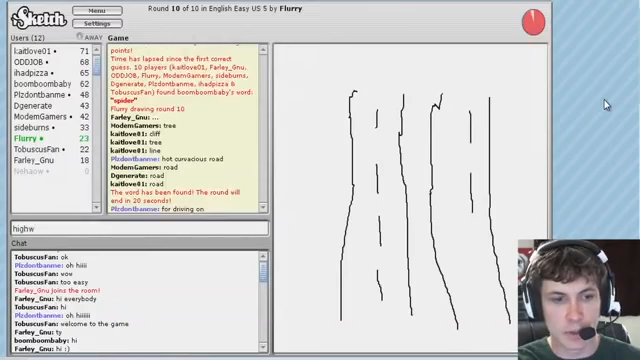 iSketch
Menu
Settings
Round 10 of 10 in English Easy US 5 by Flurry
Users (12)
AWAY
kaitlove01 • 71
ODDJOB • 68
ihadpizza • 65
boomboombaby 62
Plzdontbanme • 48
Dgenerate 43
ModemGamers • 42
sideburns • 33
Flurry • 23
TobuscusFan • 22
Farley_Gnu 18
Nehaow • 0
Game
points!
Time has lapsed since the first correct
guess. 10 players (kaitlove01, Farley_Gnu,
ODDJOB, Flurry, ModemGamers, sideburns,
Dgenerate, Plzdontbanme, ihadpizza &
TobuscusFan) found boomboombaby's word:
"spider"
Flurry drawing round 10
Farley_Gnu: ...
ModemGamers: tree
kaitlove01: cliff
kaitlove01: tree
kaitlove01: line
Plzdontbanme: hot curvacious road
ModemGamers: road
Dgenerate: road
kaitlove01: road
The word has been found! The round will
end in 20 seconds!
Plzdontbanme: for driving on
highw
Chat
TobuscusFan: ok
Plzdontbanme: oh hiiii
TobuscusFan: wow
TobuscusFan: too easy
Farley_Gnu joins the room!
Farley_Gnu: hi everybody
TobuscusFan: hi
Plzdontbanme: oh hiiiiii
TobuscusFan: welcome to the game
Farley_Gnu: ty
boomboombaby: hi
Farley_Gnu: hi :)